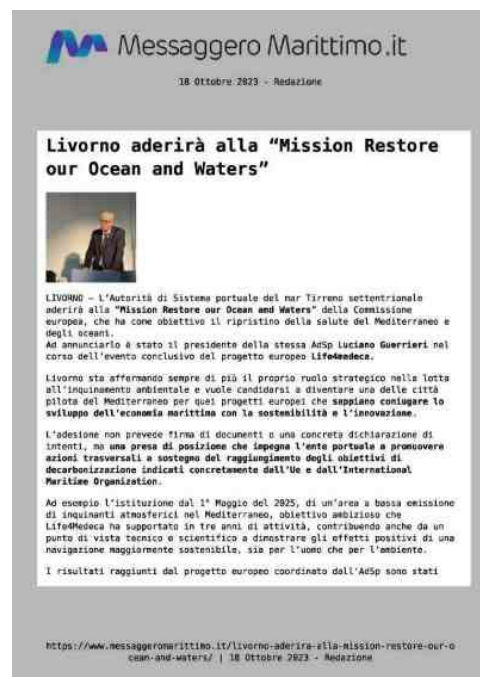 Messaggero Marittimo.it
18 Ottobre 2023 - Redazione
Livorno aderirà alla “Mission Restore
our Ocean and Waters”
LIVORNO – L’Autorità di Sistema portuale del mar Tirreno settentrionale
aderirà alla “Mission Restore our Ocean and Waters” della Commissione
europea, che ha come obiettivo il ripristino della salute del Mediterraneo e
degli oceani.
Ad annunciarlo è stato il presidente della stessa AdSp Luciano Guerrieri nel
corso dell’evento conclusivo del progetto europeo Life4medeca.
Livorno sta affermando sempre di più il proprio ruolo strategico nella lotta
all’inquinamento ambientale e vuole candidarsi a diventare una delle città
pilota del Mediterraneo per quei progetti europei che sappiano coniugare lo
sviluppo dell’economia marittima con la sostenibilità e l’innovazione.
L’adesione non prevede firma di documenti o una concreta dichiarazione di
intenti, ma una presa di posizione che impegna l’ente portuale a promuovere
azioni trasversali a sostegno del raggiungimento degli obiettivi di
decarbonizzazione indicati concretamente dall’Ue e dall’International
Maritime Organization.
Ad esempio l’istituzione dal 1° Maggio del 2025, di un’area a bassa emissione
di inquinanti atmosferici nel Mediterraneo, obiettivo ambizioso che
Life4Medeca ha supportato in tre anni di attività, contribuendo anche da un
punto di vista tecnico e scientifico a dimostrare gli effetti positivi di una
navigazione maggiormente sostenibile, sia per l’uomo che per l’ambiente.
I risultati raggiunti dal progetto europeo coordinato dall’AdSp sono stati
https://www.messaggeromarittimo.it/livorno-aderira-alla-mission-restore-our-o
cean-and-waters/ | 18 Ottobre 2023 - Redazione